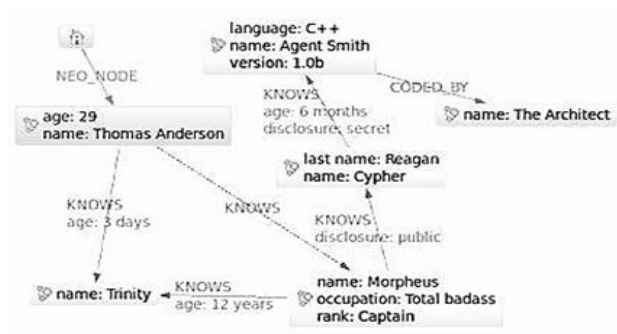 language: C++
name: Agent Smith
version: 1.0b
NEO_NODE
KNOWS
age: 6 months
disclosure: secret
CODED_BY
age: 29
name: Thomas Anderson
name: The Architect
last name: Reagan
name: Cypher
KNOWS
age: 3 days
KNOWS
KNOWS
disclosure: public
name: Trinity
KNOWS
age: 12 years
name: Morpheus
occupation: Total badass
rank: Captain